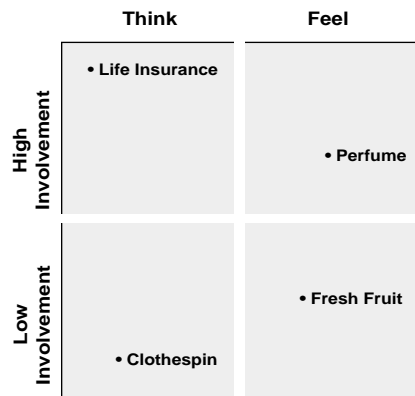 Think Feel
High
Involvement
• Life Insurance
• Perfume
Low
Involvement
• Fresh Fruit
• Clothespin